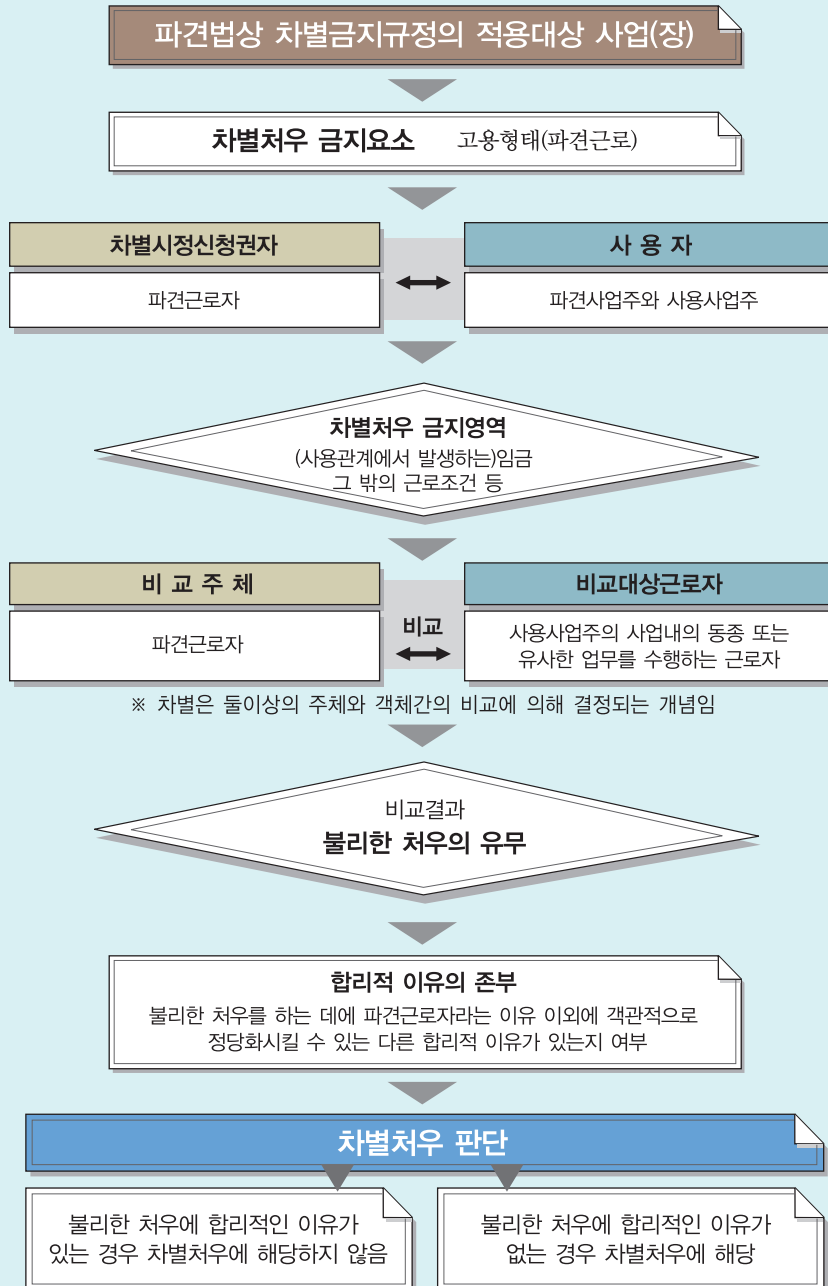 파견법상 차별금지규정의 적용대상 사업(장)
차별처우 금지요소 고용형태(파견근로)
차별시정신청권자
파견근로자
사 용 자
파견사업주와 사용사업주
차별처우 금지영역
(사용관계에서 발생하는)임금
그 밖의 근로조건 등
비 교 주 체
파견근로자
비교
비교대상근로자
사용사업주의 사업내의 동종 또는
유사한 업무를 수행하는 근로자
※ 차별은 둘이상의 주체와 객체간의 비교에 의해 결정되는 개념임
비교결과
불리한 처우의 유무
합리적 이유의 존부
불리한 처우를 하는 데에 파견근로자라는 이유 이외에 객관적으로
정당화시킬 수 있는 다른 합리적 이유가 있는지 여부
차별처우 판단
불리한 처우에 합리적인 이유가
있는 경우 차별처우에 해당하지 않음
불리한 처우에 합리적인 이유가
없는 경우 차별처우에 해당